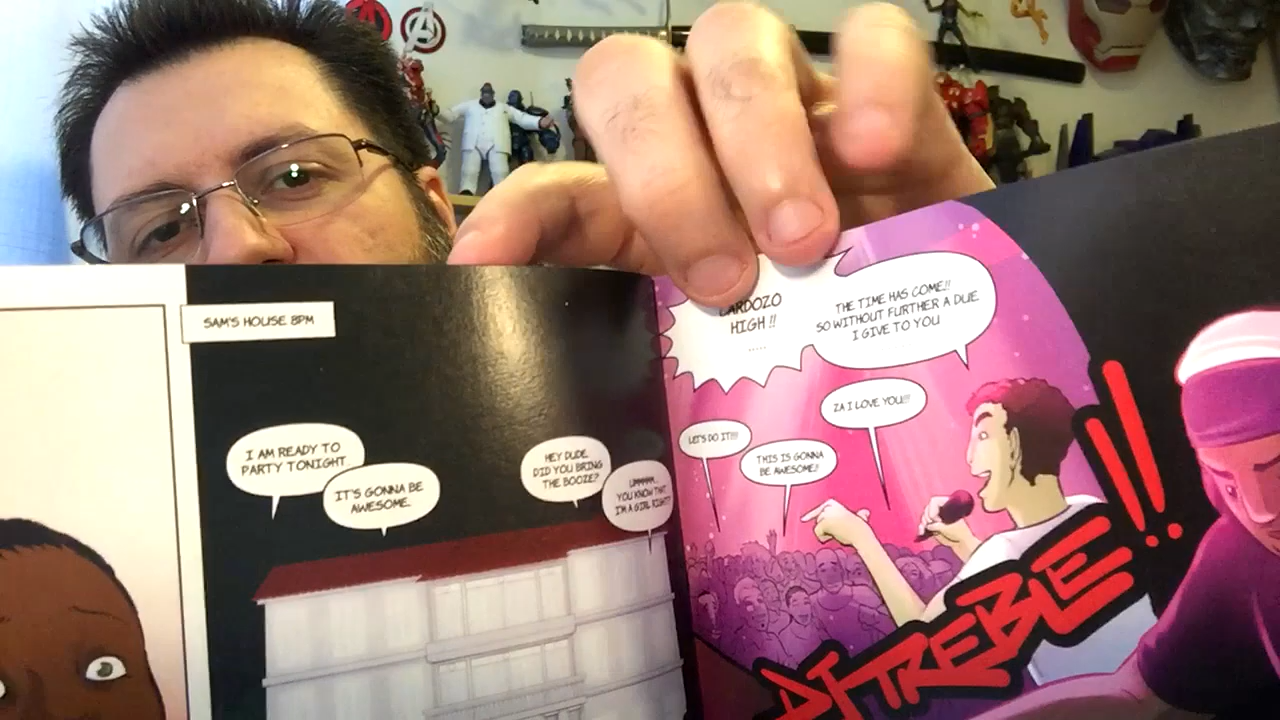 SAM'S HOUSE 8PM
I AM READY TO
PARTY TONIGHT
IT'S GONNA BE
AWESOME.
HEY DUDE,
DID YOU BRING
THE BOOZE?
UMMMMM...
YOU KNOW THAT
I'M A GIRL RIGHT?
CARDOZO
HIGH !!
.....
THE TIME HAS COME!!
SO WITHOUT FURTHER A DUE
I GIVE TO YOU
ZA I LOVE YOU!!!
LET'S DO IT!!!!
THIS IS GONNA
BE AWESOME!!
DJ TREBLE!!